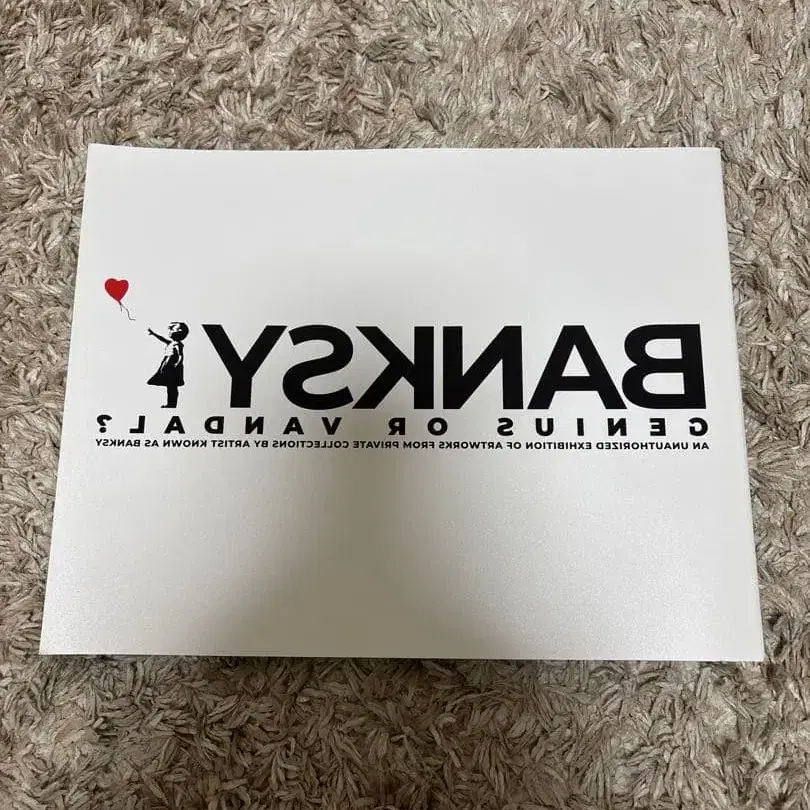 BANKSY
GENIUS OR VANDAL?
AN UNAUTHORIZED EXHIBITION OF ARTWORKS FROM PRIVATE COLLECTIONS BY ARTIST KNOWN AS BANKSY